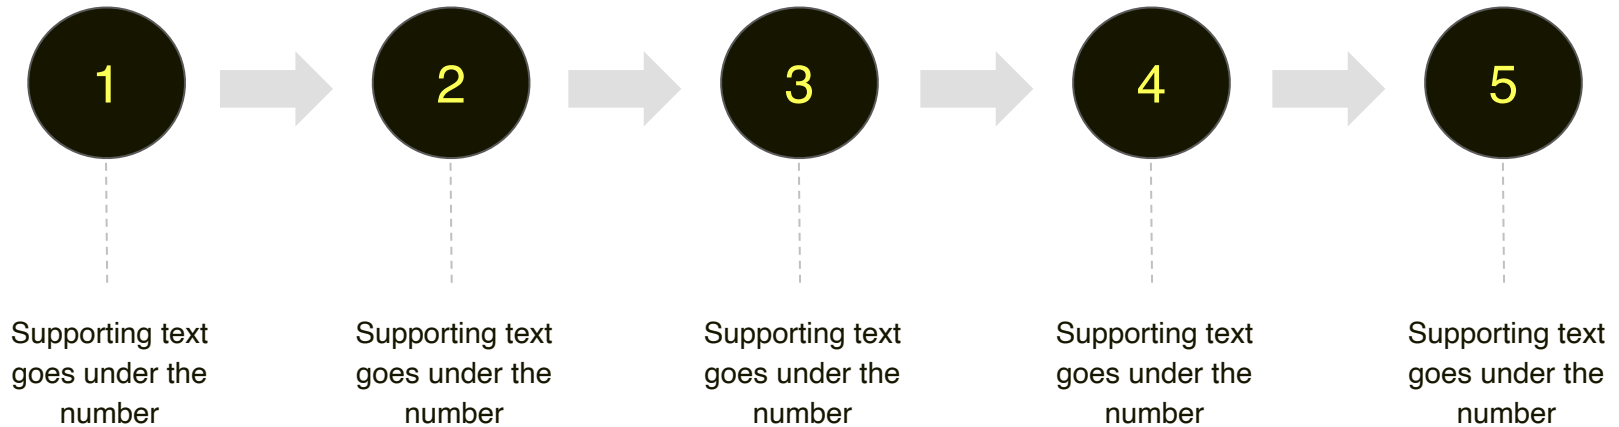 1
2
3
4
5
Supporting text
goes under the
number
Supporting text
goes under the
number
Supporting text
goes under the
number
Supporting text
goes under the
number
Supporting text
goes under the
number